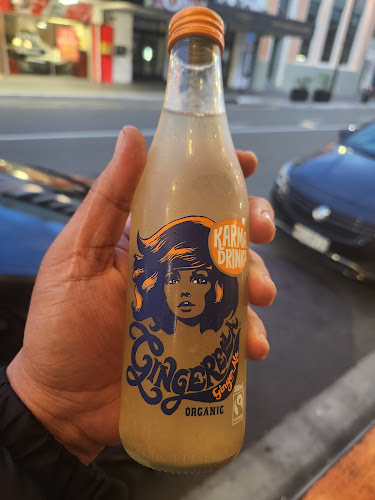 KARMA
DRINKS
GINGERELLA
Ginger Ale
ORGANIC